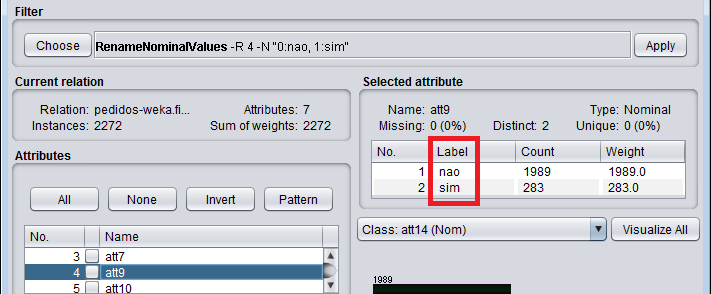 Filter
Choose RenameNominalValues -R 4 -N "0:nao, 1:sim" Apply
Current relation
Relation: pedidos-weka.fi... Attributes: 7
Instances: 2272 Sum of weights: 2272
Attributes
All None Invert Pattern
No. Name
3 att7
4 att9
5 att10
Selected attribute
Name: att9 Type: Nominal
Missing: 0 (0%) Distinct: 2 Unique: 0 (0%)
No. Label Count Weight
1 nao 1989 1989.0
2 sim 283 283.0
Class: att14 (Nom) Visualize All
1989